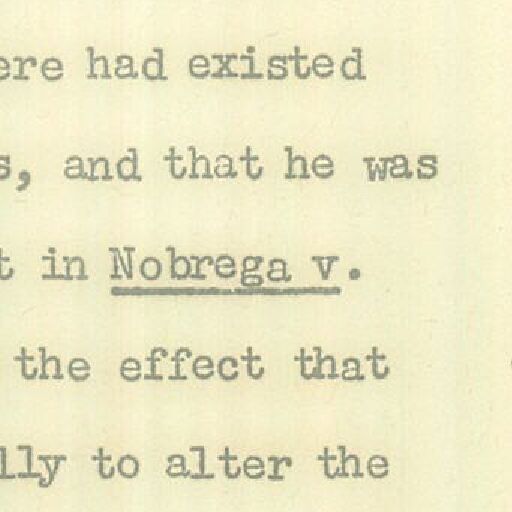 ere had existed
s, and that he was
t in Nobrega v.
the effect that
lly to alter the